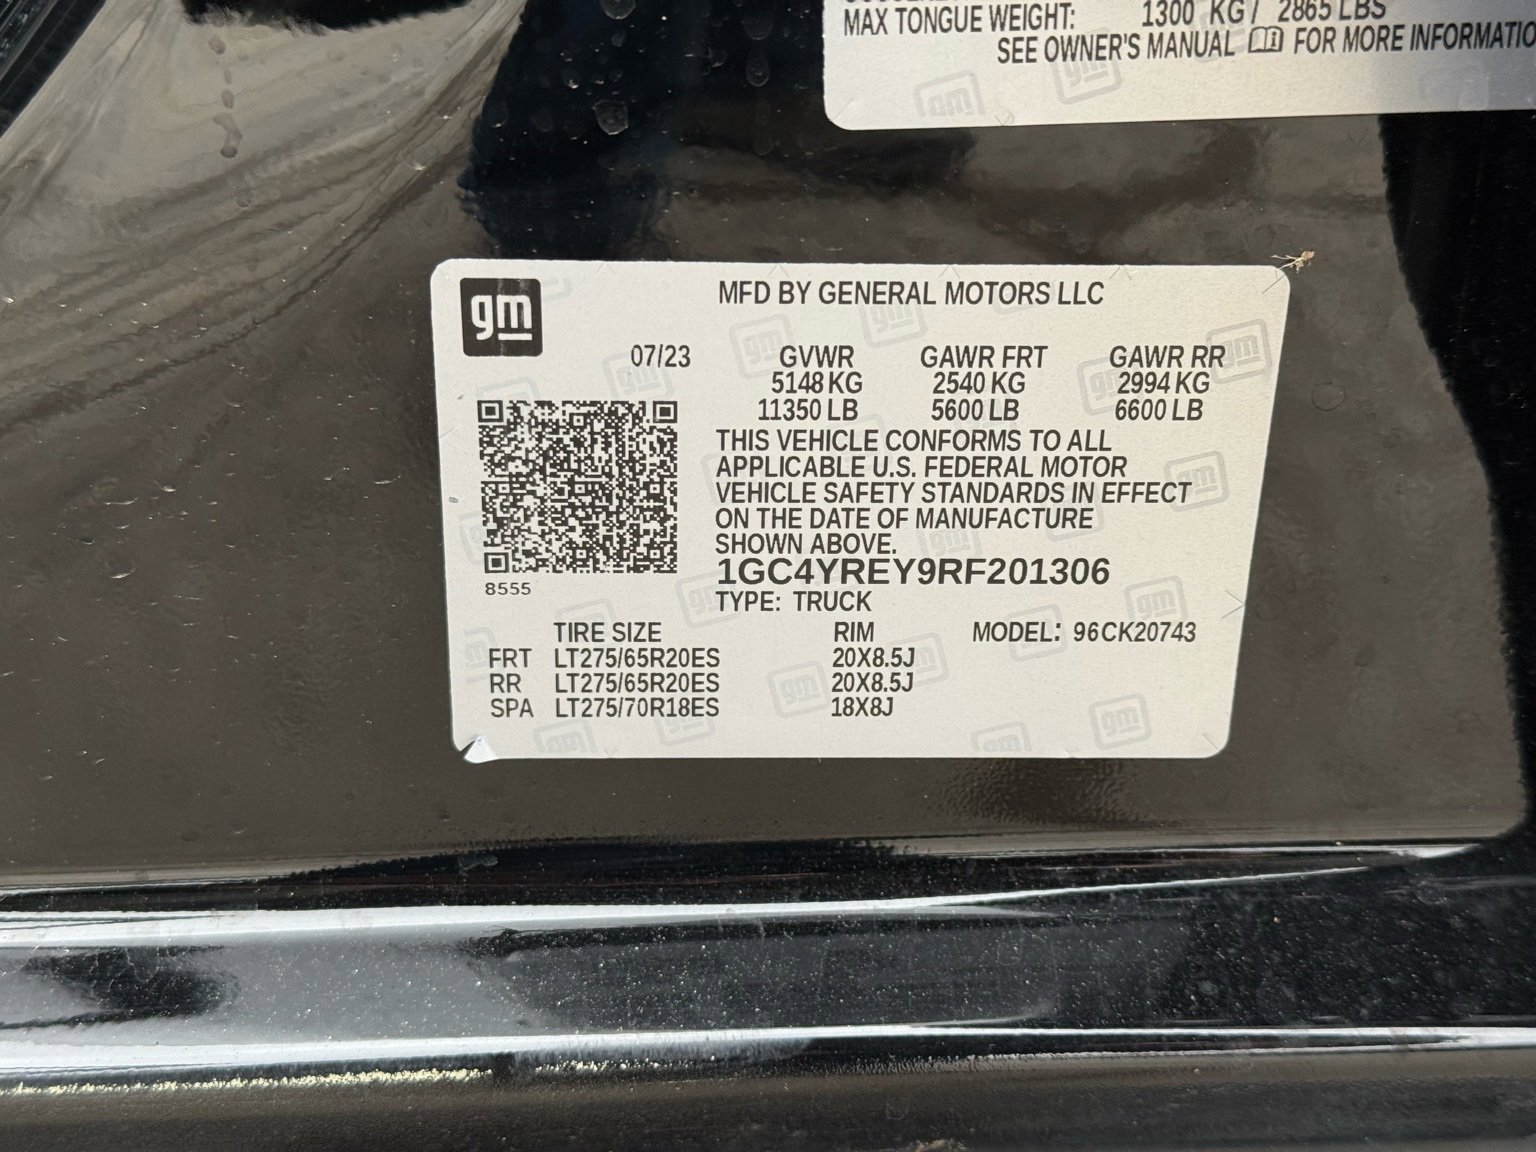 MAX TONGUE WEIGHT: 1300 KG / 2865 LBS
SEE OWNER'S MANUAL FOR MORE INFORMATIO
gm
MFD BY GENERAL MOTORS LLC
07/23 GVWR GAWR FRT GAWR RR
5148 KG 2540 KG 2994 KG
11350 LB 5600 LB 6600 LB
THIS VEHICLE CONFORMS TO ALL
APPLICABLE U.S. FEDERAL MOTOR
VEHICLE SAFETY STANDARDS IN EFFECT
ON THE DATE OF MANUFACTURE
SHOWN ABOVE.
8555
1GC4YREY9RF201306
TYPE: TRUCK
TIRE SIZE RIM MODEL: 96CK20743
FRT LT275/65R20ES 20X8.5J
RR LT275/65R20ES 20X8.5J
SPA LT275/70R18ES 18X8J